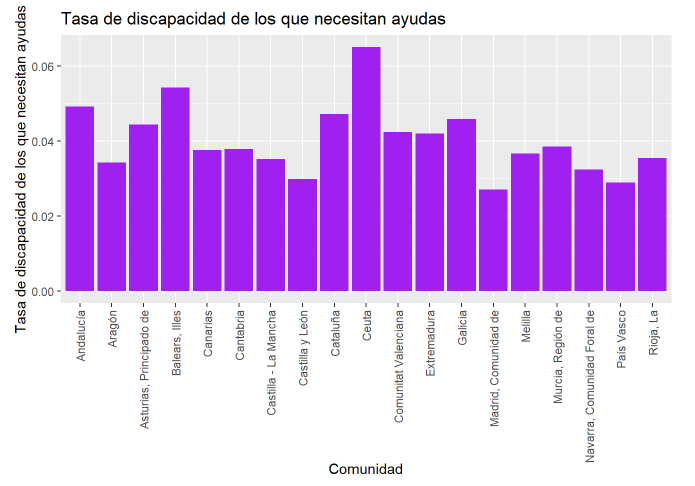 Tasa de discapacidad de los que necesitan ayudas
Tasa de discapacidad de los que necesitan ayudas
0.06
0.04
0.02
0.00
Andalucía
Aragón
Asturias, Principado de
Balears, Illes
Canarias
Cantabria
Castilla - La Mancha
Castilla y León
Cataluña
Ceuta
Comunitat Valenciana
Extremadura
Galicia
Madrid, Comunidad de
Melilla
Murcia, Región de
Navarra, Comunidad Foral de
País Vasco
Rioja, La
Comunidad